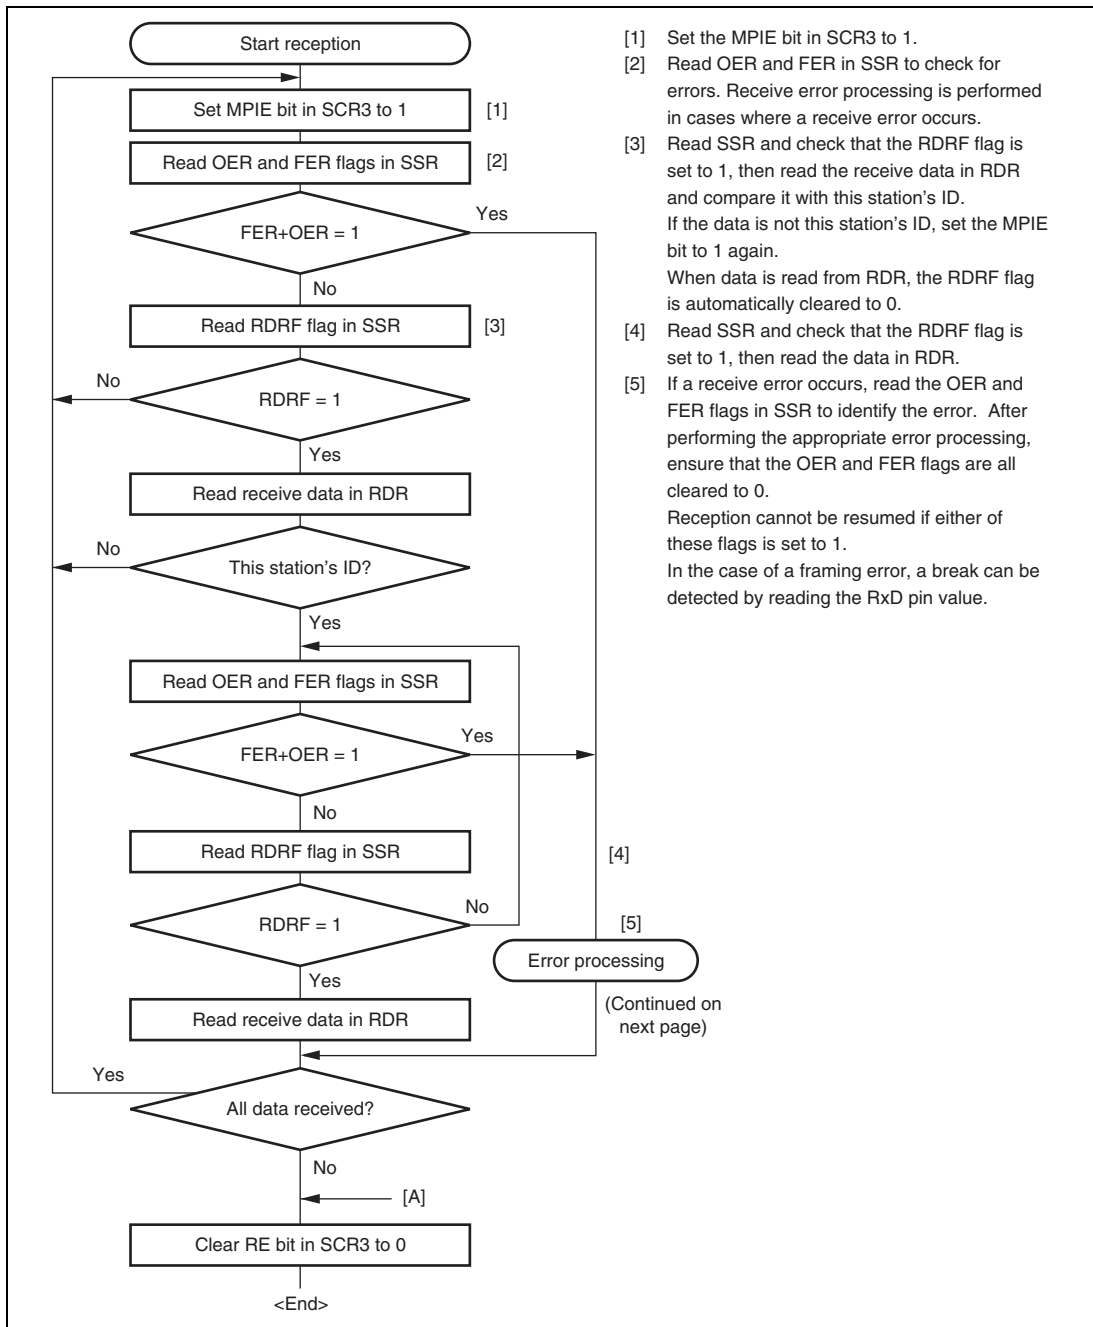 Start reception
Set MPIE bit in SCR3 to 1
[1]
Read OER and FER flags in SSR
[2]
Yes
FER+OER = 1
No
Read RDRF flag in SSR
[3]
No
RDRF = 1
Yes
Read receive data in RDR
No
This station's ID?
Yes
Read OER and FER flags in SSR
Yes
FER+OER = 1
No
Read RDRF flag in SSR
[4]
No
RDRF = 1
[5]
Error processing
Yes
(Continued on
next page)
Read receive data in RDR
Yes
All data received?
No
[A]
Clear RE bit in SCR3 to 0
<End>
[1] Set the MPIE bit in SCR3 to 1.
[2] Read OER and FER in SSR to check for
errors. Receive error processing is performed
in cases where a receive error occurs.
[3] Read SSR and check that the RDRF flag is
set to 1, then read the receive data in RDR
and compare it with this station's ID.
If the data is not this station's ID, set the MPIE
bit to 1 again.
When data is read from RDR, the RDRF flag
is automatically cleared to 0.
[4] Read SSR and check that the RDRF flag is
set to 1, then read the data in RDR.
[5] If a receive error occurs, read the OER and
FER flags in SSR to identify the error. After
performing the appropriate error processing,
ensure that the OER and FER flags are all
cleared to 0.
Reception cannot be resumed if either of
these flags is set to 1.
In the case of a framing error, a break can be
detected by reading the RxD pin value.